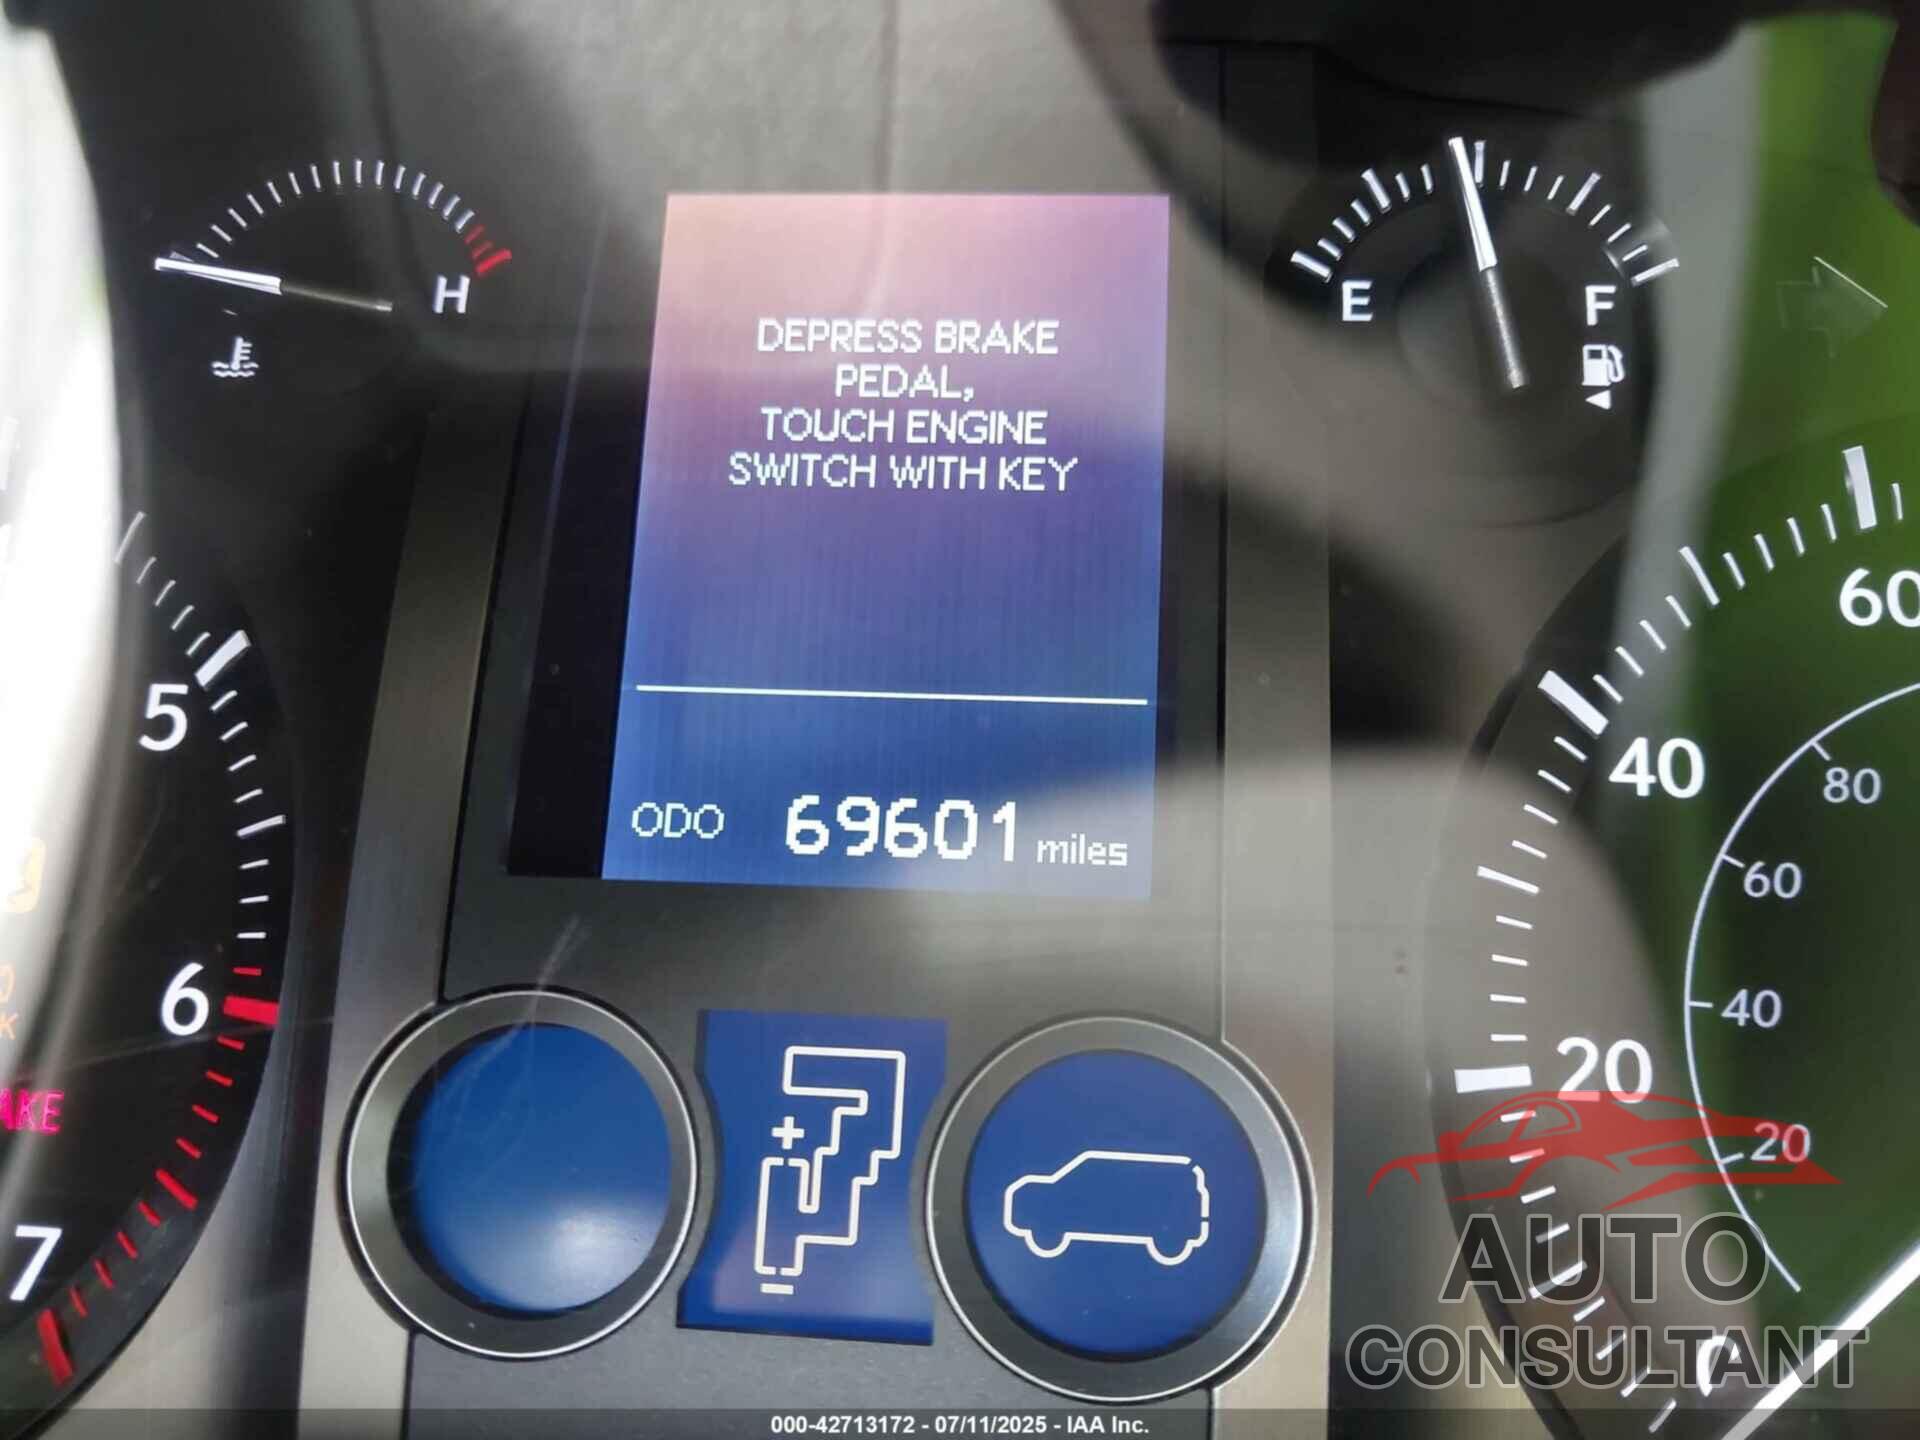 H
E
F
DEPRESS BRAKE
PEDAL,
TOUCH ENGINE
SWITCH WITH KEY
ODO 69601 miles
5
6
7
AKE
60
40
20
80
60
40
20
AUTO
CONSULTANT
000-42713172 - 07/11/2025 - IAA Inc.